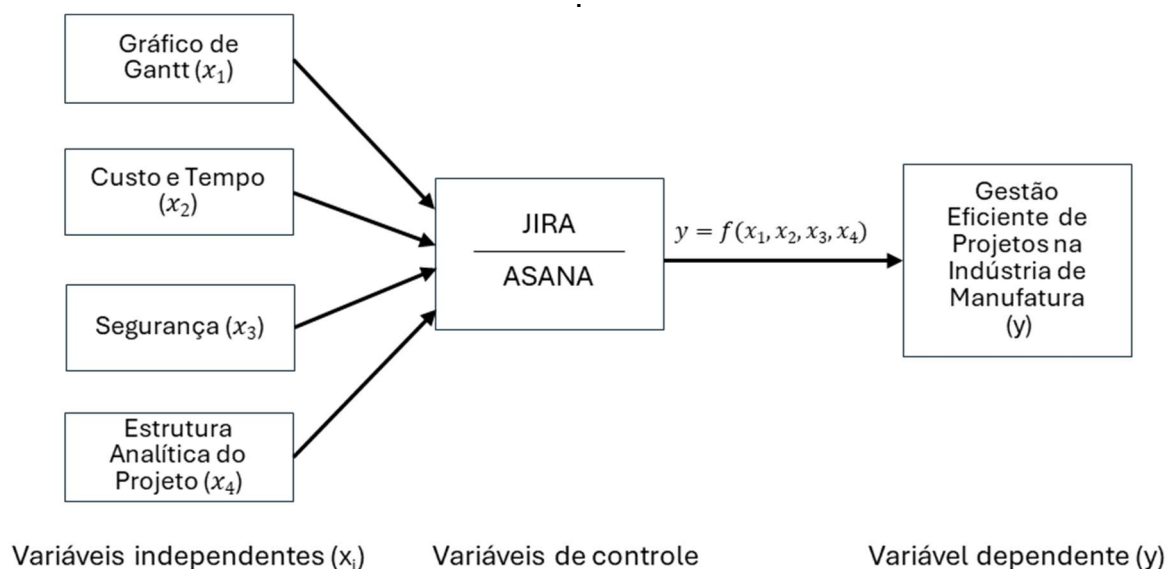 .
Gráfico de
Gantt (x₁)
Custo e Tempo
(x₂)
Segurança (x₃)
Estrutura
Analítica do
Projeto (x₄)
JIRA
ASANA
y = f(x₁, x₂, x₃, x₄)
Gestão
Eficiente de
Projetos na
Indústria de
Manufatura
(y)
Variáveis independentes (xᵢ)
Variáveis de controle
Variável dependente (y)